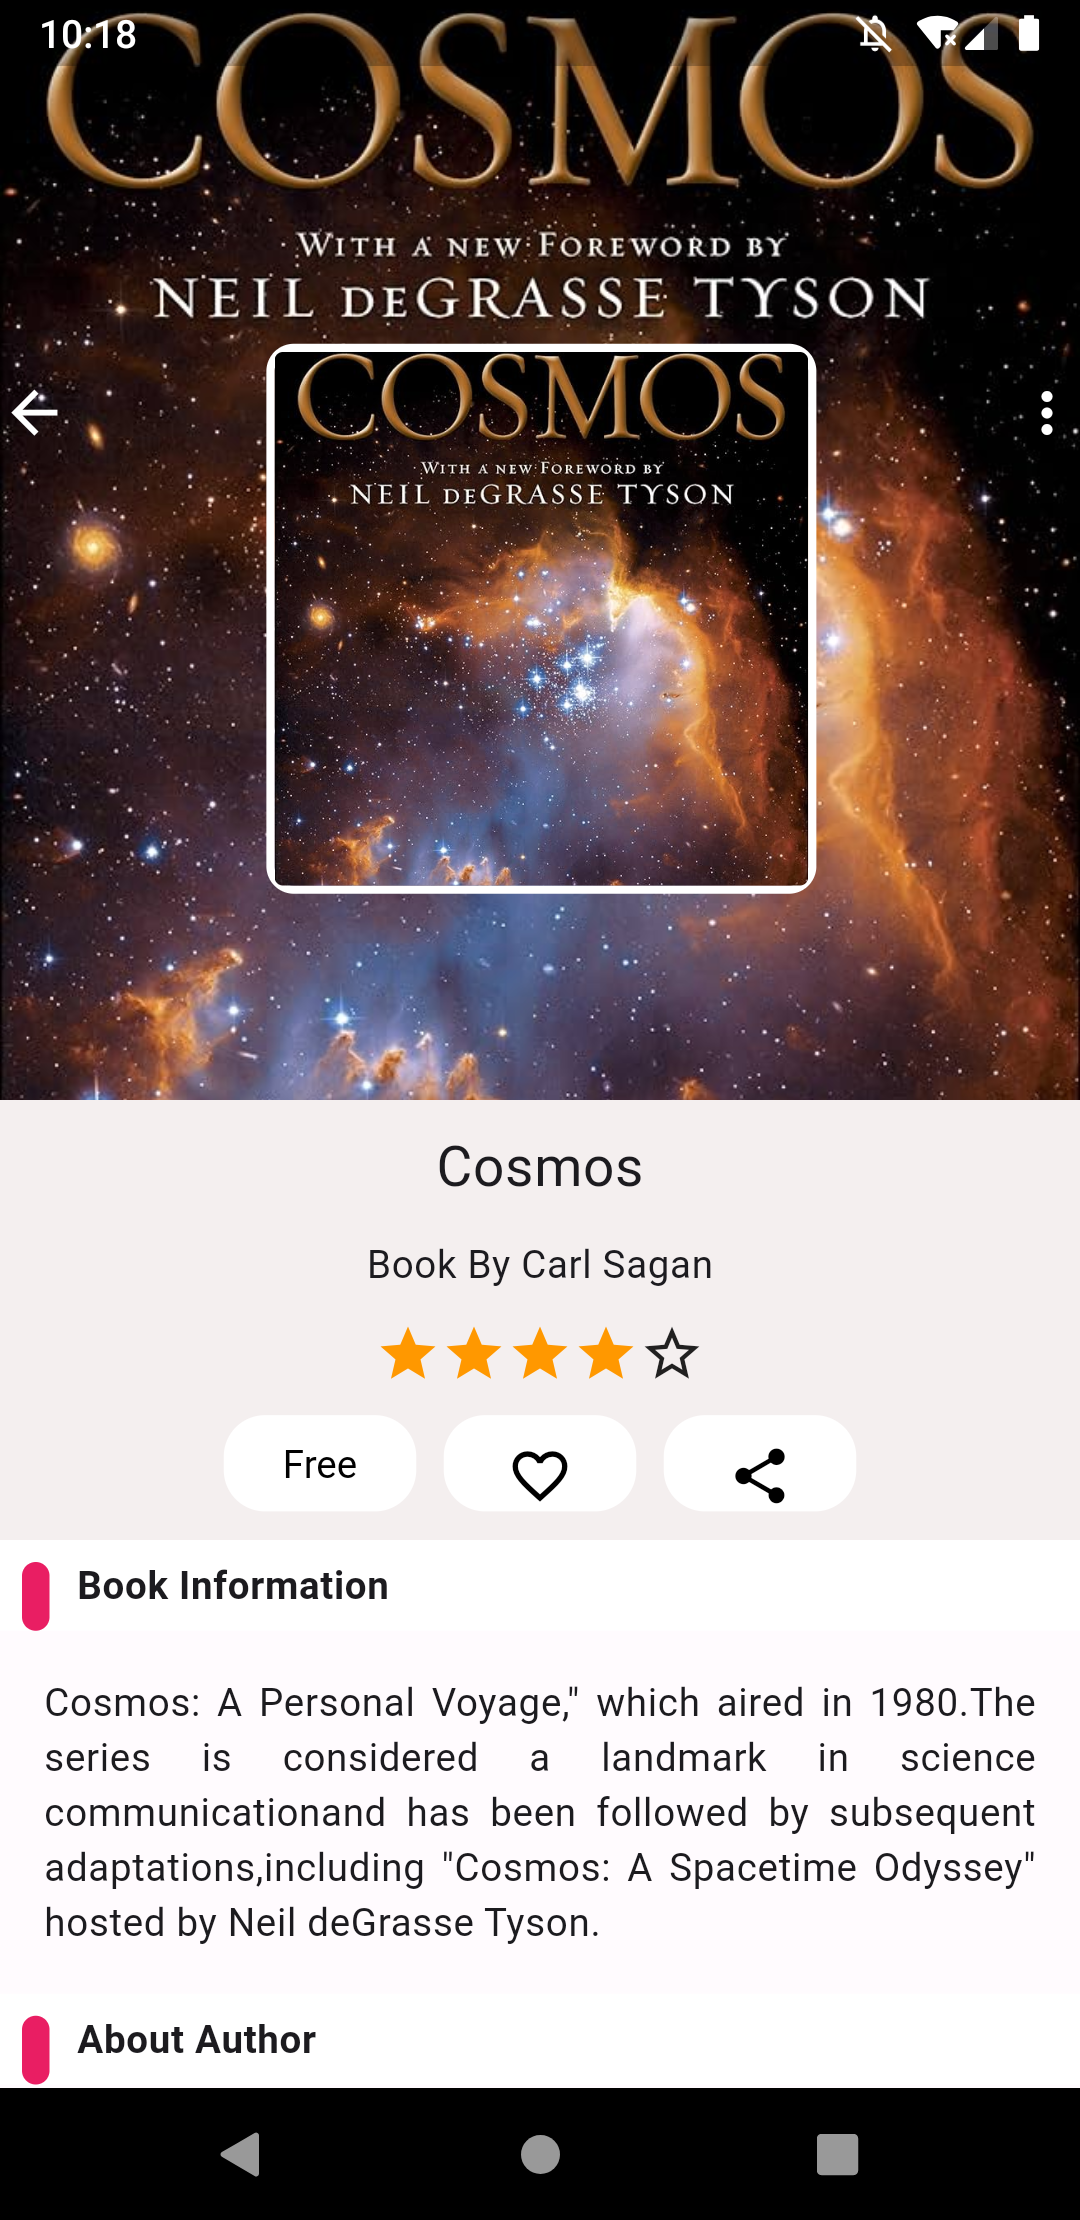 10:18
COSMOS
WITH A NEW FOREWORD BY
NEIL DEGRASSE TYSON
COSMOS
WITH A NEW FOREWORD BY
NEIL DEGRASSE TYSON
Cosmos
Book By Carl Sagan
Free
Book Information
Cosmos: A Personal Voyage," which aired in 1980.The
series is considered a landmark in science
communicationand has been followed by subsequent
adaptations,including "Cosmos: A Spacetime Odyssey"
hosted by Neil deGrasse Tyson.
About Author